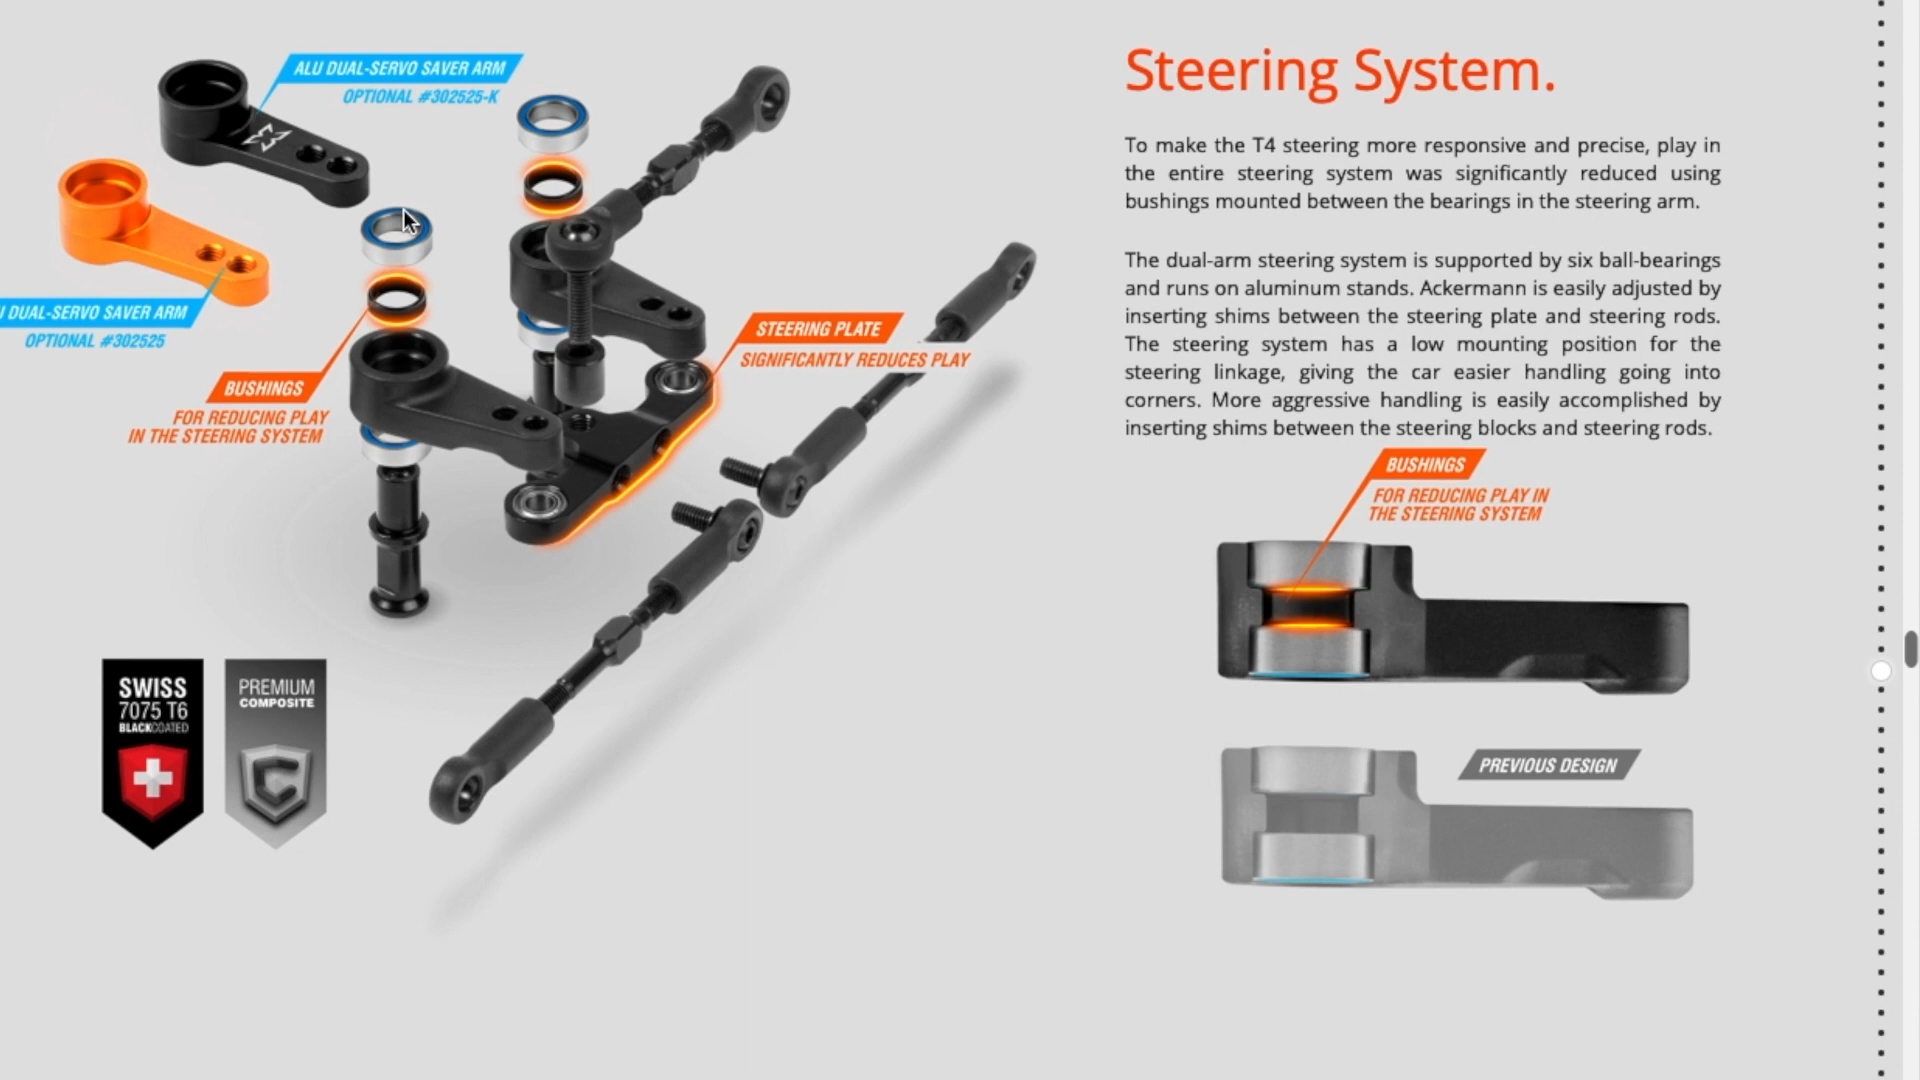 ALU DUAL-SERVO SAVER ARM
OPTIONAL #302525-K
DUAL-SERVO SAVER ARM
OPTIONAL #302525
BUSHINGS
FOR REDUCING PLAY
IN THE STEERING SYSTEM
STEERING PLATE
SIGNIFICANTLY REDUCES PLAY
SWISS
7075 T6
BLACKCOATED
PREMIUM
COMPOSITE
Steering System.
To make the T4 steering more responsive and precise, play in
the entire steering system was significantly reduced using
bushings mounted between the bearings in the steering arm.
The dual-arm steering system is supported by six ball-bearings
and runs on aluminum stands. Ackermann is easily adjusted by
inserting shims between the steering plate and steering rods.
The steering system has a low mounting position for the
steering linkage, giving the car easier handling going into
corners. More aggressive handling is easily accomplished by
inserting shims between the steering blocks and steering rods.
BUSHINGS
FOR REDUCING PLAY IN
THE STEERING SYSTEM
PREVIOUS DESIGN